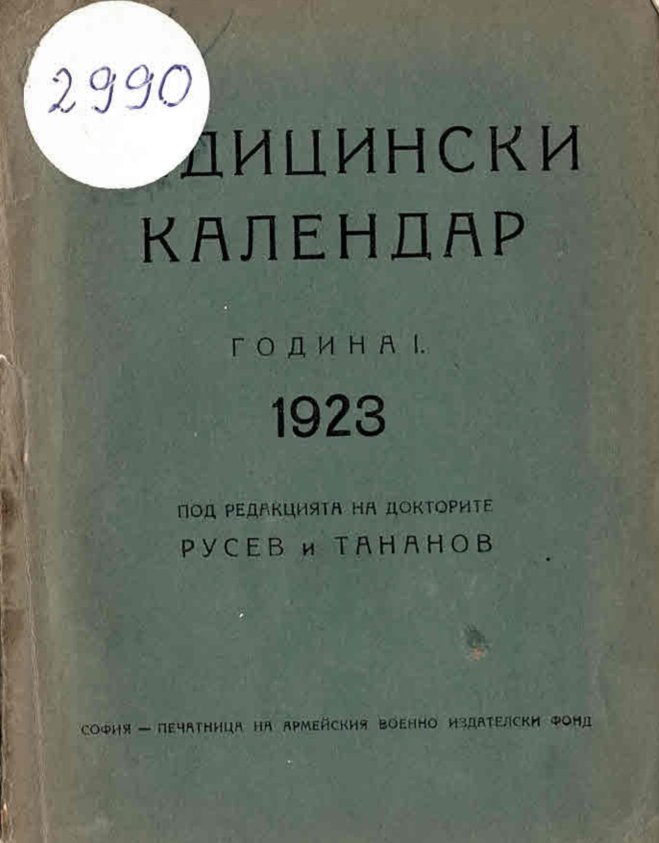 2990
ДИЦИНСКИ
КАЛЕНДАР
ГОДИНА I.
1923
ПОД РЕДАКЦИЯТА НА ДОКТОРИТЕ
РУСЕВ и ТАНАНОВ
СОФИЯ — ПЕЧАТНИЦА НА АРМЕЙСКИЯ ВОЕННО ИЗДАТЕЛСКИ ФОНД